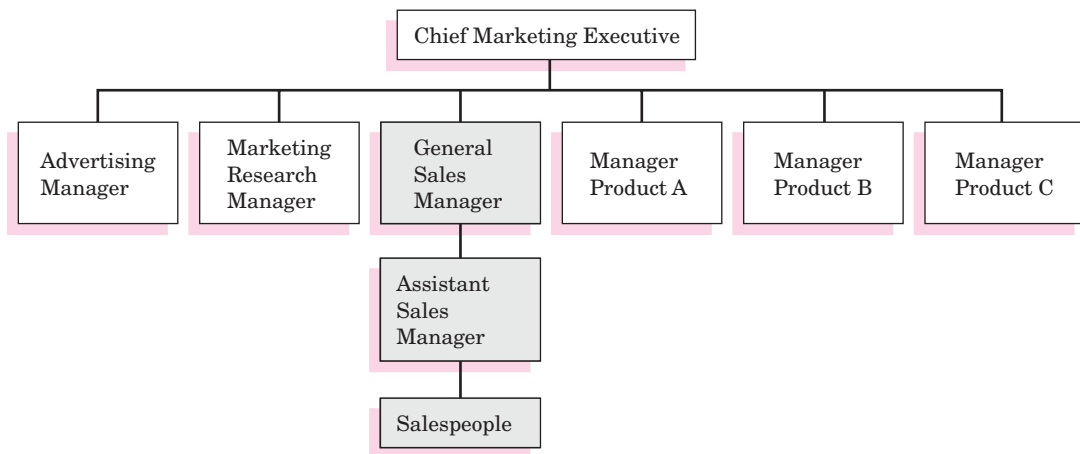 Chief Marketing Executive
Advertising
Manager
Marketing
Research
Manager
General
Sales
Manager
Manager
Product A
Manager
Product B
Manager
Product C
Assistant
Sales
Manager
Salespeople